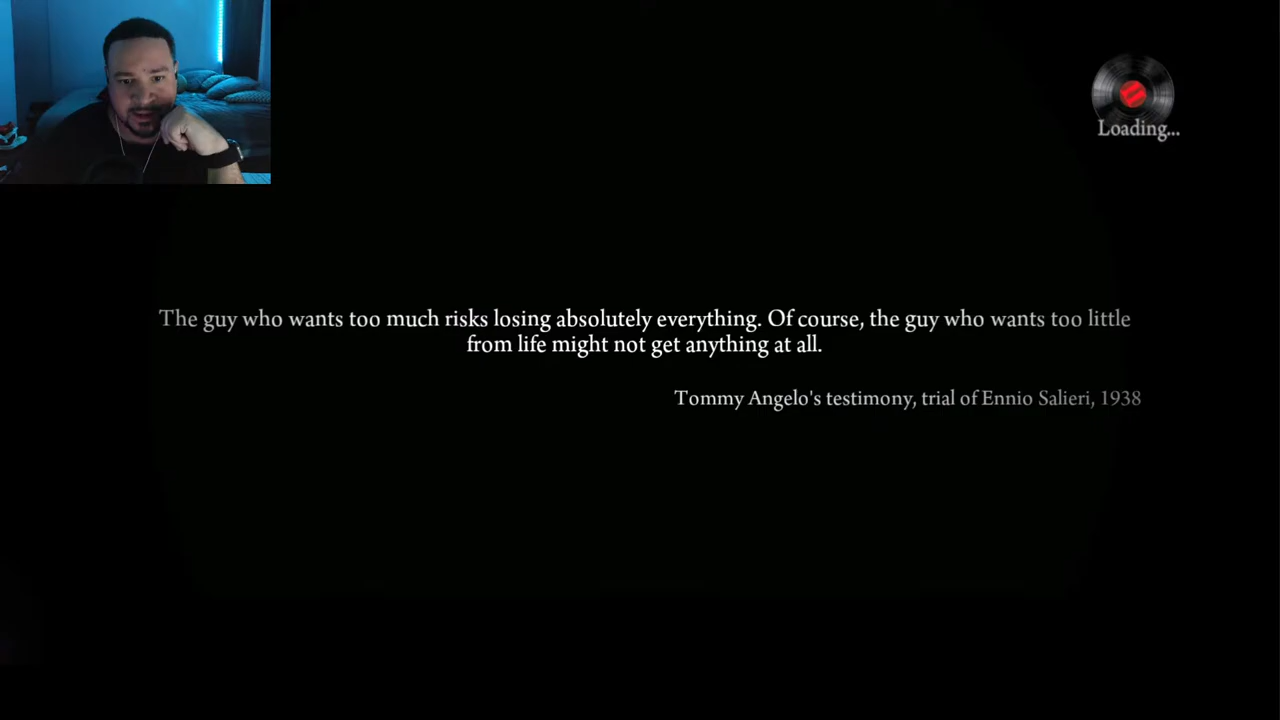 Loading...
The guy who wants too much risks losing absolutely everything. Of course, the guy who wants too little
from life might not get anything at all.
Tommy Angelo's testimony, trial of Ennio Salieri, 1938